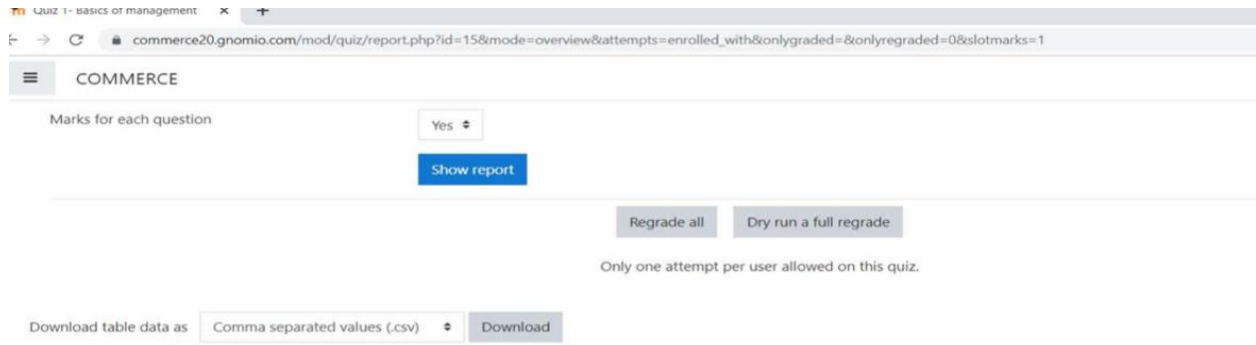 Quiz 1- Basics of management
commerce20.gnomio.com/mod/quiz/report.php?id=15&mode=overview&attempts=enrolled_with&onlygraded=&onlyregraded=0&slotmarks=1
COMMERCE
Marks for each question Yes
Show report
Regrade all Dry run a full regrade
Only one attempt per user allowed on this quiz.
Download table data as Comma separated values (.csv) Download